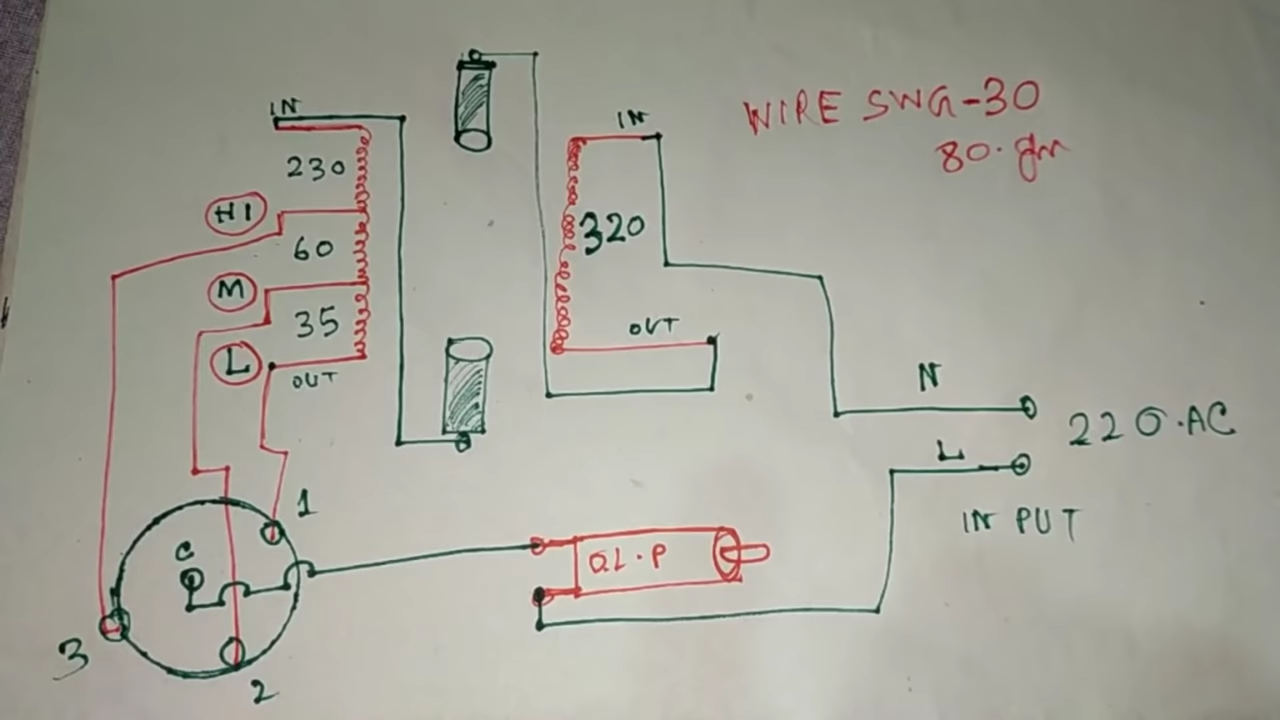 WIRE SWG-30
80.gm
IN
230
HI
60
M
35
L
OUT
IN
320
OUT
N
220.AC
L
IN PUT
1
C
OL.P
3
2